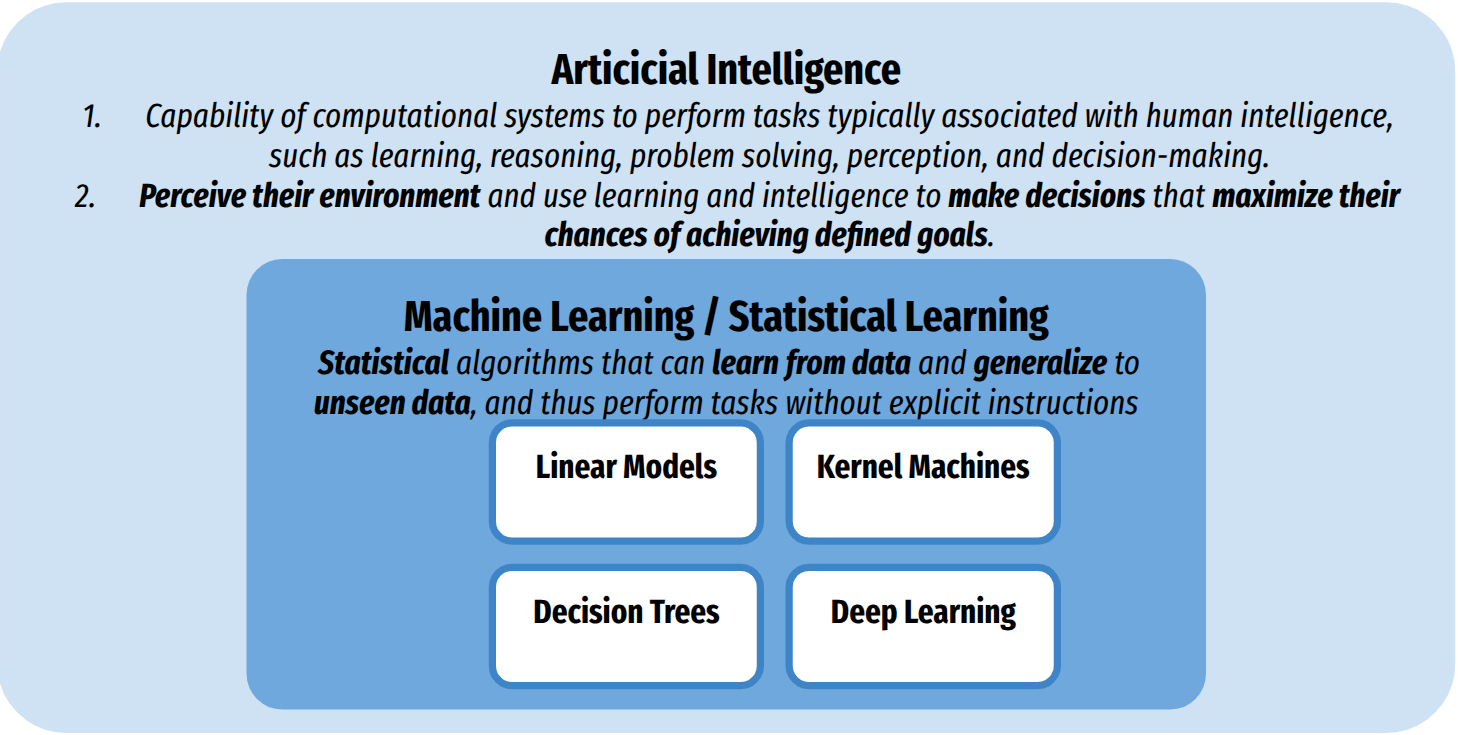 Articicial Intelligence
1. Capability of computational systems to perform tasks typically associated with human intelligence,
such as learning, reasoning, problem solving, perception, and decision-making.
2. Perceive their environment and use learning and intelligence to make decisions that maximize their
chances of achieving defined goals.
Machine Learning / Statistical Learning
Statistical algorithms that can learn from data and generalize to
unseen data, and thus perform tasks without explicit instructions
Linear Models
Kernel Machines
Decision Trees
Deep Learning